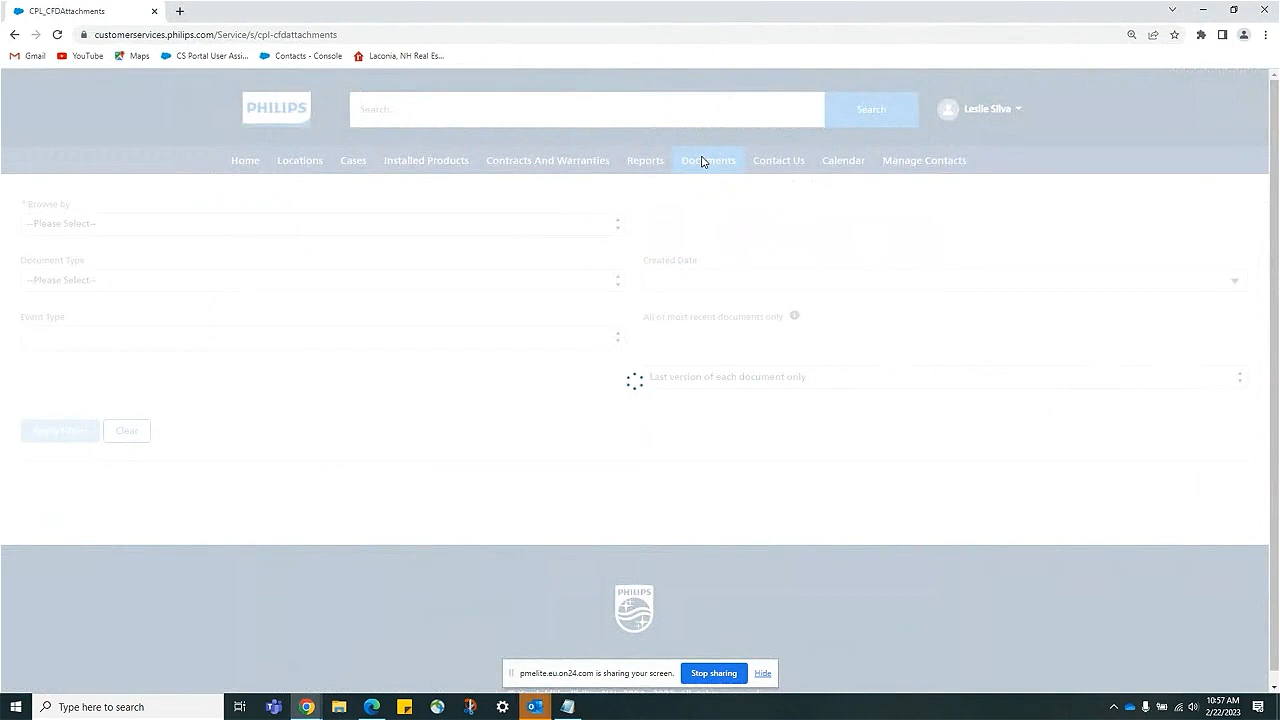 CPL_CFDAttachments
customerservices.philips.com/Service/s/cpl-cfdattachments
Gmail YouTube Maps CS Portal User Assi... Contacts - Console Laconia, NH Real Es...
PHILIPS Search... Search Leslie Silva
Home Locations Cases Installed Products Contracts And Warranties Reports Documents Contact Us Calendar Manage Contacts
* Browse by
--Please Select--
Document Type Created Date
--Please Select--
Event Type All or most recent documents only
Last version of each document only
Apply Filters Clear
PHILIPS
pmelite.eu.on24.com is sharing your screen. Stop sharing Hide
Type here to search
10:57 AM
2/22/2023